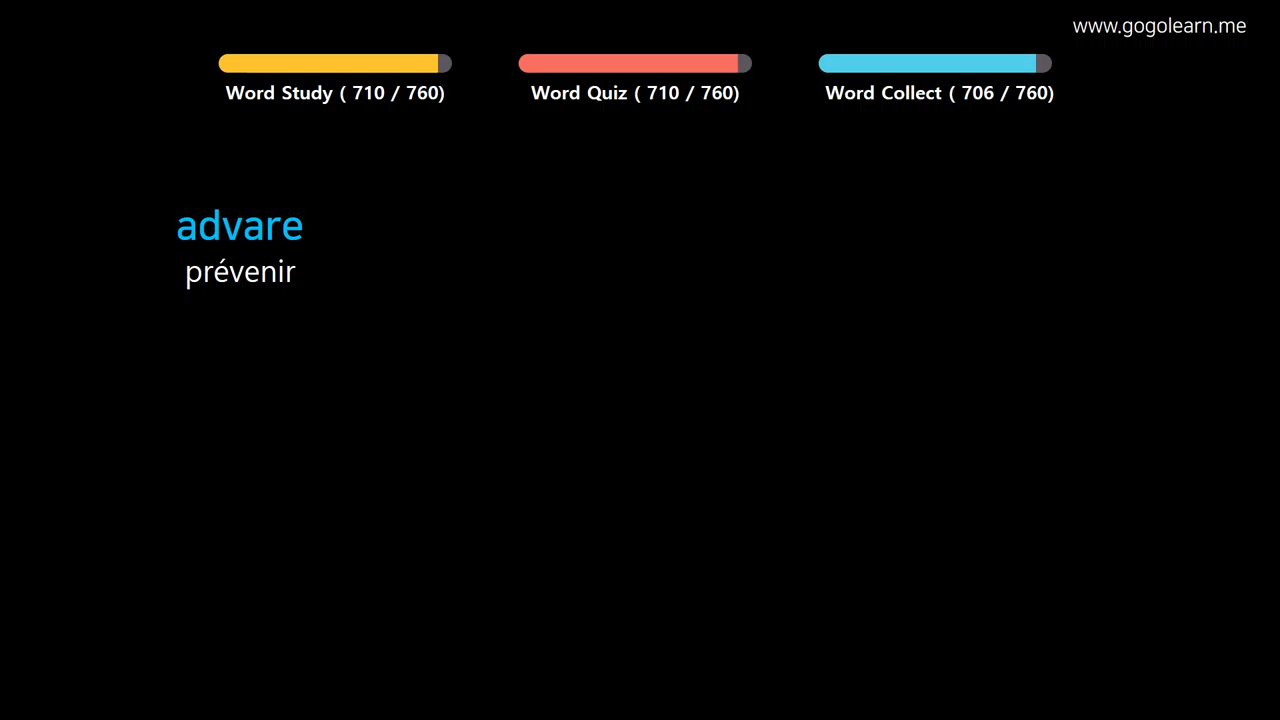 www.gogolearn.me
Word Study ( 710 / 760)
Word Quiz ( 710 / 760)
Word Collect ( 706 / 760)
advare
prévenir